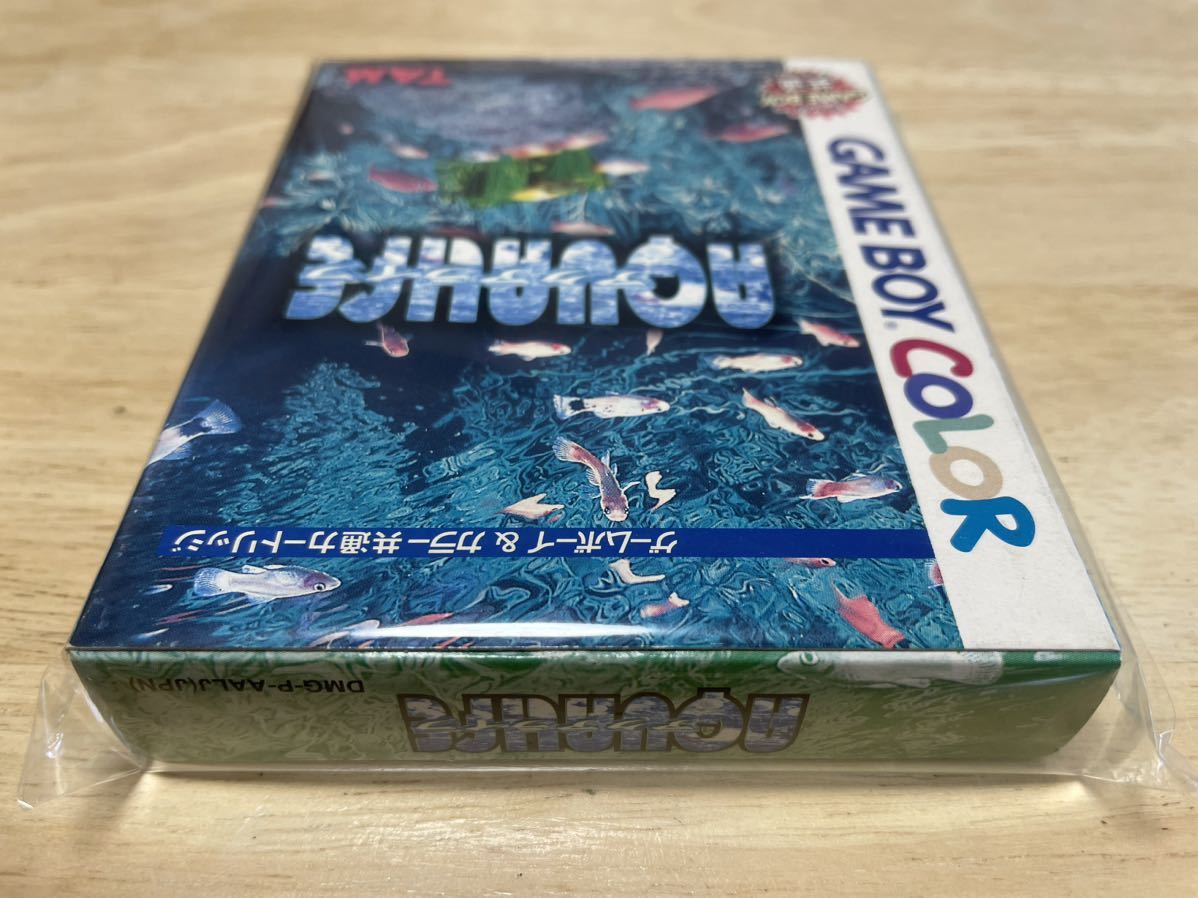 GAME BOY COLOR
TAM
AQUALIFE
アクアライフ
ゲームボーイ & カラー共通カートリッジ
AQUALIFE
アクアライフ
DMG-P-AALJ(JPN)